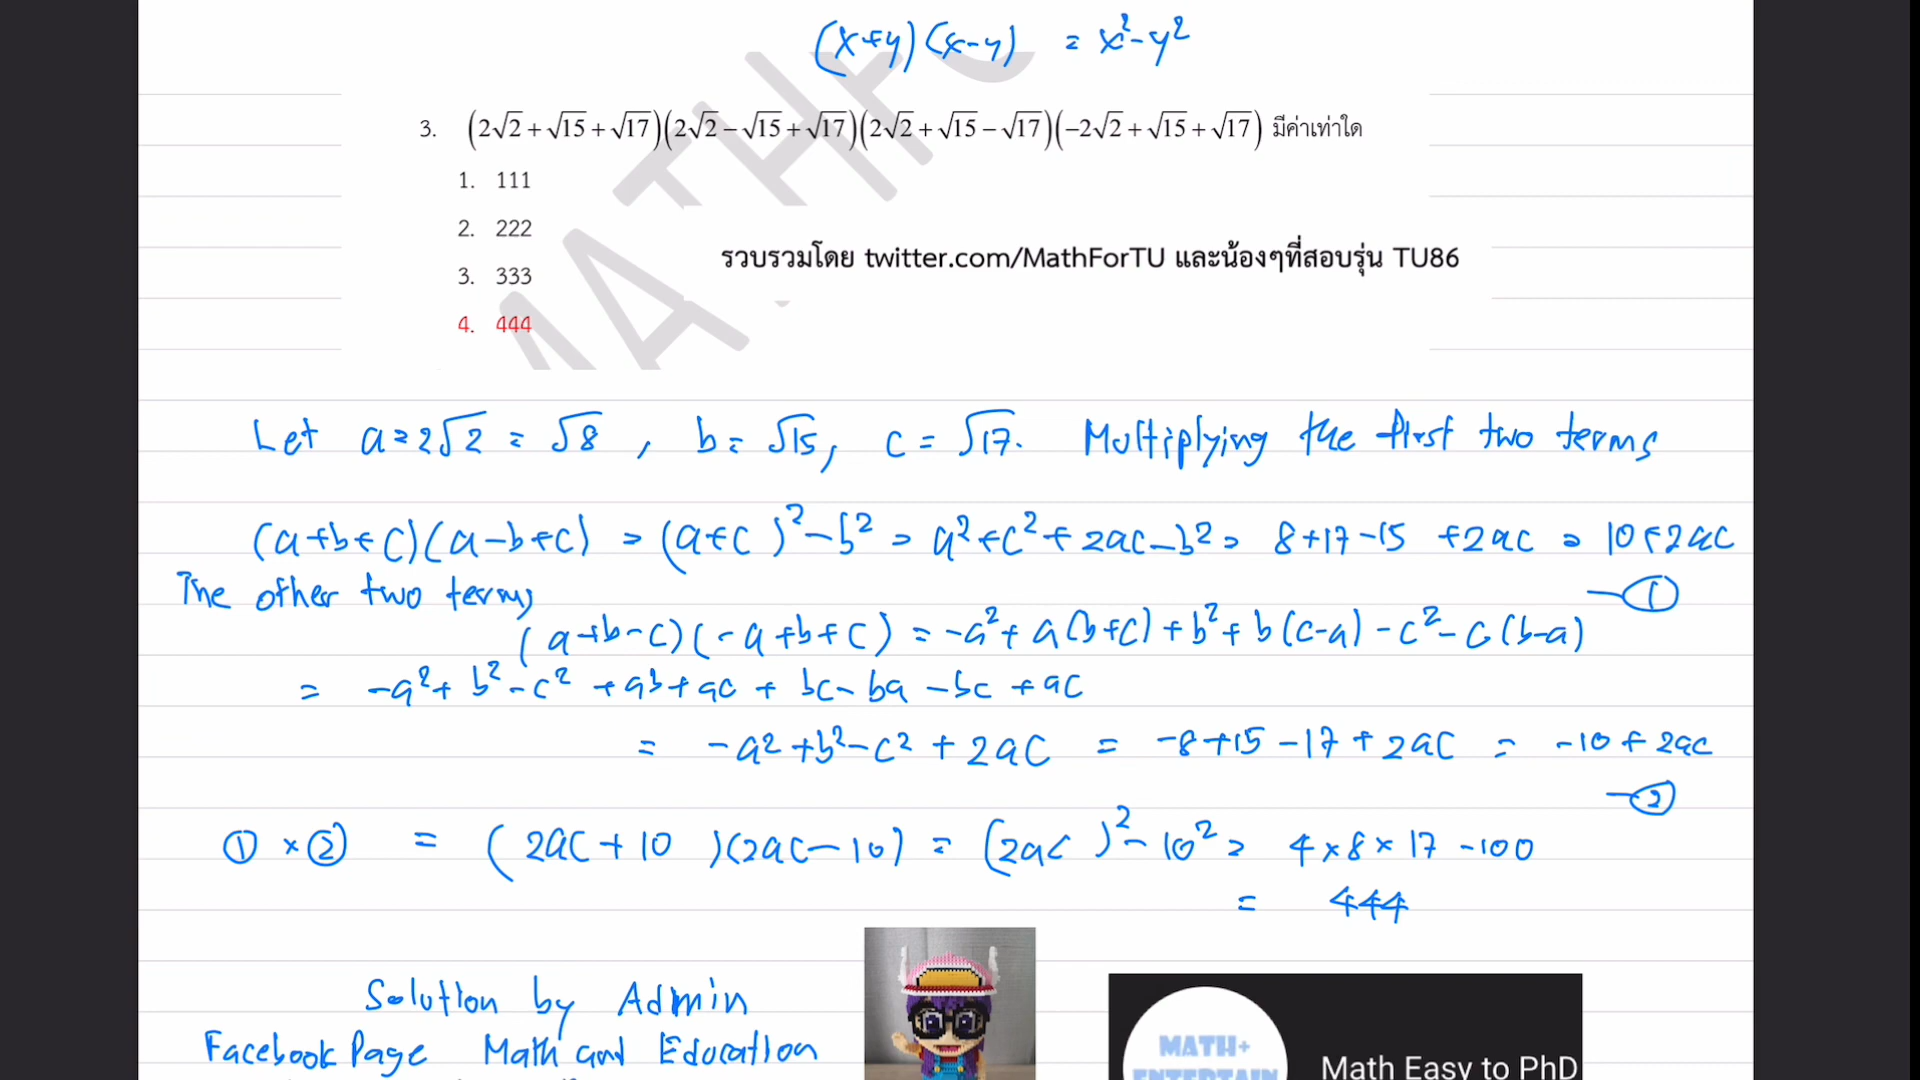 (x+y)(x-y) = x²-y²
3. (2√2+√15+√17)(2√2-√15+√17)(2√2+√15-√17)(-2√2+√15+√17) มีค่าเท่าใด
1. 111
2. 222
รวบรวมโดย twitter.com/MathForTU และน้องๆที่สอบรุ่น TU86
3. 333
4. 444
Let a=2√2 = √8 , b=√15, c=√17. Multiplying the first two terms
(a+b+c)(a-b+c) = (a+c)²-b² = a²+c²+2ac-b² = 8+17-15+2ac = 10+2ac
The other two terms —①
(a+b-c)(-a+b+c) = -a²+a(b+c)+b²+b(c-a)-c²-c(b-a)
= -a²+b²-c²+ab+ac+bc-ba-bc+ac
= -a²+b²-c²+2ac = -8+15-17+2ac = -10+2ac
—②
①×② = (2ac+10)(2ac-10) = (2ac)²-10² = 4×8×17-100
= 444
Solution by Admin
Facebook Page Math and Education
MATH+
ENTERTAIN
Math Easy to PhD